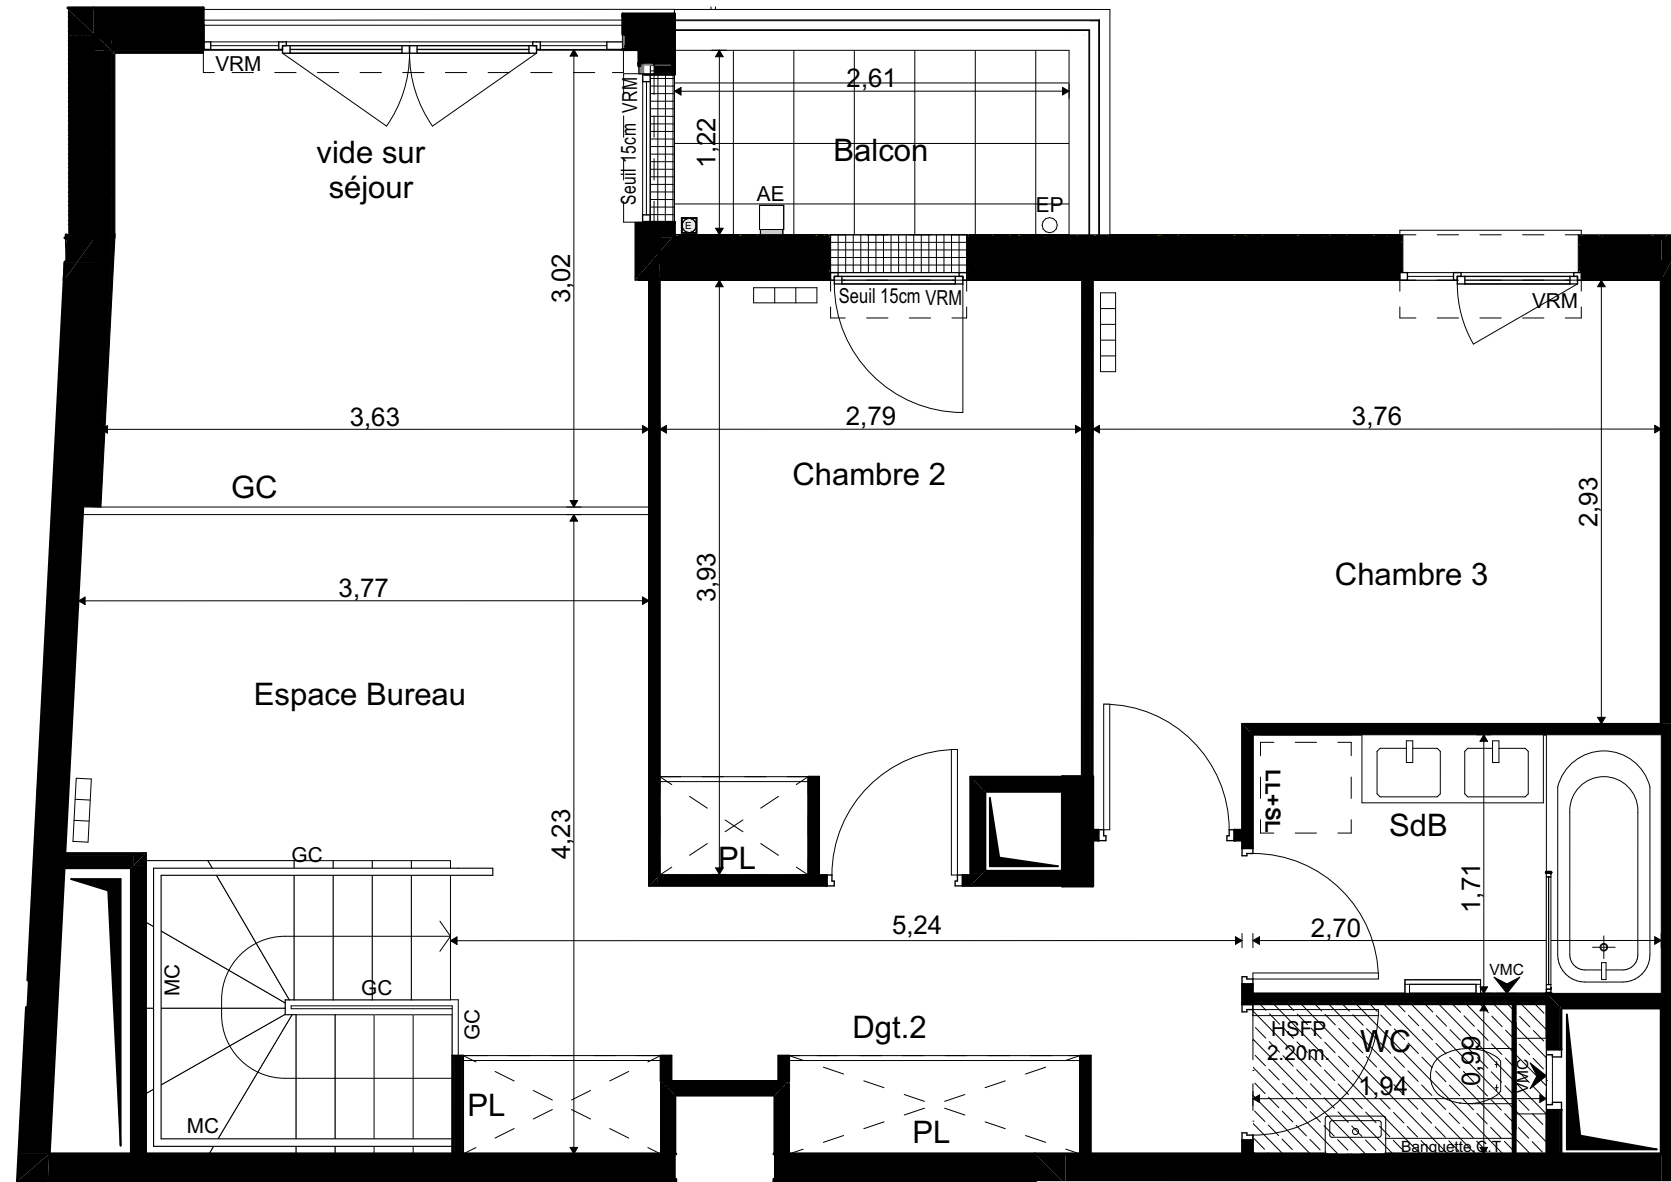 VRM
vide sur
séjour
Seuil 15cm VRM
2,61
1,22
Balcon
AE
EP
E
3,02
Seuil 15cm VRM
VRM
3,63
2,79
3,76
GC
Chambre 2
2,93
3,93
Chambre 3
3,77
Espace Bureau
4,23
LL+SL
SdB
PL
GC
1,71
5,24
2,70
MC
GC
VMC
GC
Dgt.2
HSFP
2.20m
WC
0,99
VMC
1,94
MC
PL
PL
Banquette G.T